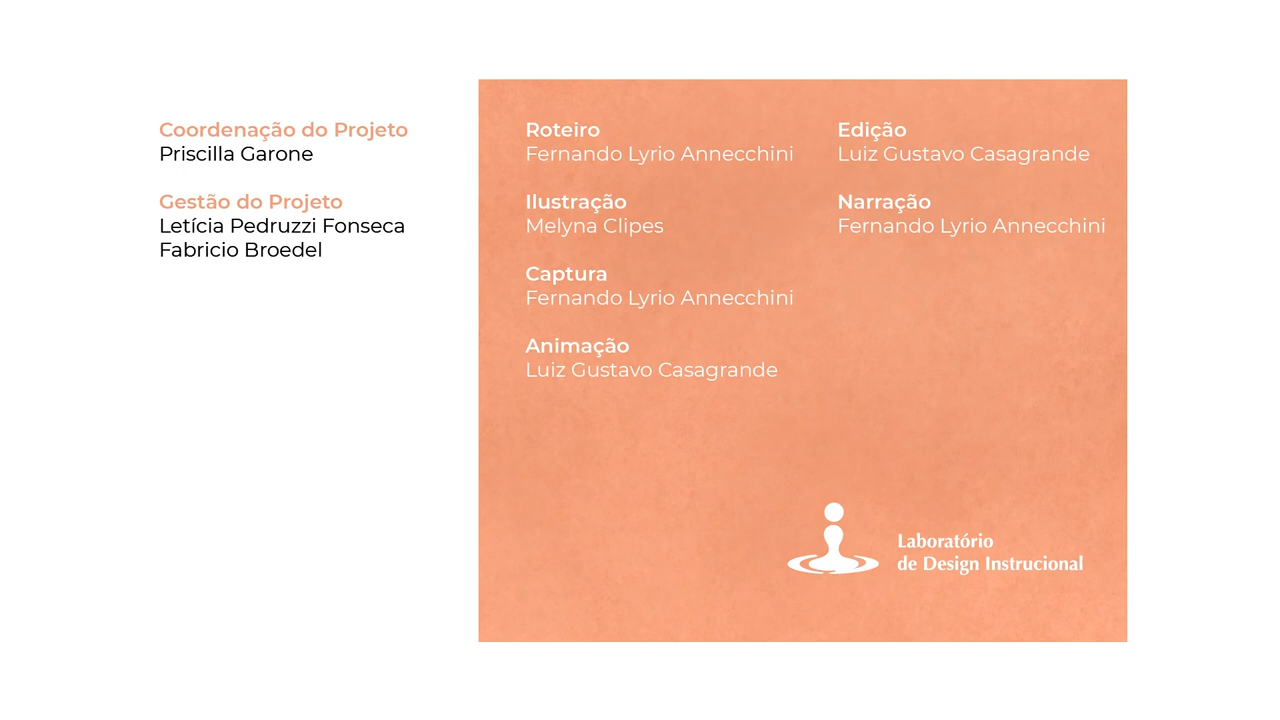 Coordenação do Projeto
Priscilla Garone
Gestão do Projeto
Letícia Pedruzzi Fonseca
Fabricio Broedel
Roteiro
Fernando Lyrio Annecchini
Ilustração
Melyna Clipes
Captura
Fernando Lyrio Annecchini
Animação
Luiz Gustavo Casagrande
Edição
Luiz Gustavo Casagrande
Narração
Fernando Lyrio Annecchini
Laboratório
de Design Instrucional